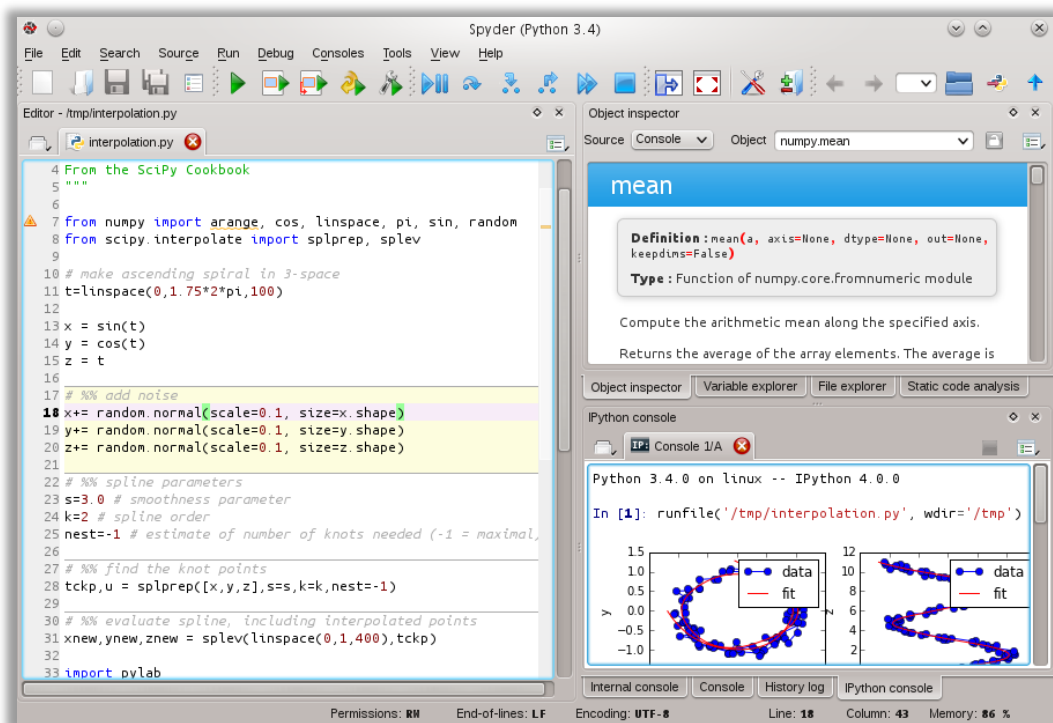 Spyder (Python 3.4)
File Edit Search Source Run Debug Consoles Tools View Help
Editor - /tmp/interpolation.py
interpolation.py
4 From the SciPy Cookbook
5 """
6
7 from numpy import arange, cos, linspace, pi, sin, random
8 from scipy.interpolate import splprep, splev
9
10 # make ascending spiral in 3-space
11 t=linspace(0,1.75*2*pi,100)
12
13 x = sin(t)
14 y = cos(t)
15 z = t
16
17 # %% add noise
18 x+= random.normal(scale=0.1, size=x.shape)
19 y+= random.normal(scale=0.1, size=y.shape)
20 z+= random.normal(scale=0.1, size=z.shape)
21
22 # %% spline parameters
23 s=3.0 # smoothness parameter
24 k=2 # spline order
25 nest=-1 # estimate of number of knots needed (-1 = maximal,
26
27 # %% find the knot points
28 tckp,u = splprep([x,y,z],s=s,k=k,nest=-1)
29
30 # %% evaluate spline, including interpolated points
31 xnew,ynew,znew = splev(linspace(0,1,400),tckp)
32
33 import pylab
Object inspector
Source Console Object numpy.mean
mean
Definition : mean(a, axis=None, dtype=None, out=None,
keepdims=False)
Type : Function of numpy.core.fromnumeric module
Compute the arithmetic mean along the specified axis.
Returns the average of the array elements. The average is
Object inspector Variable explorer File explorer Static code analysis
IPython console
IP: Console 1/A
Python 3.4.0 on linux -- IPython 4.0.0
In [1]: runfile('/tmp/interpolation.py', wdir='/tmp')
1.5
1.0
0.5
0.0
−0.5
−1.0
y
data
fit
12
10
8
6
4
2
z
data
fit
Internal console Console History log IPython console
Permissions: RW End-of-lines: LF Encoding: UTF-8 Line: 18 Column: 43 Memory: 86 %